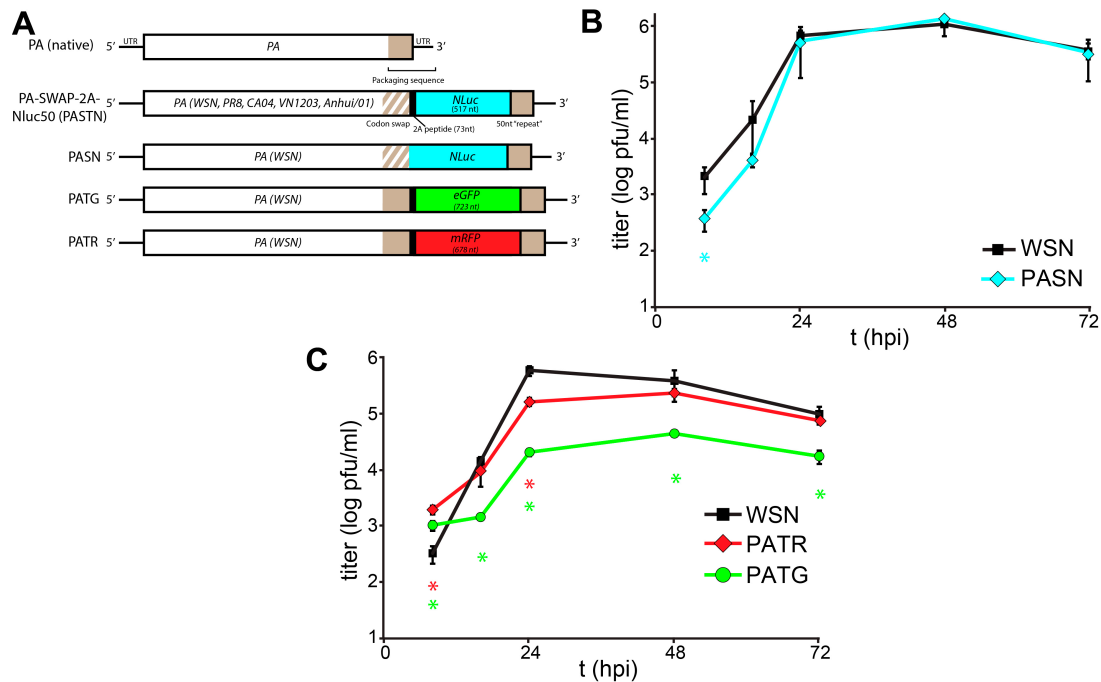 A
PA (native) 5’ UTR PA UTR 3’
Packaging sequence
PA-SWAP-2A-
Nluc50 (PASTN)
5’ PA (WSN, PR8, CA04, VN1203, Anhui/01) NLuc 3’
(517 nt)
Codon swap 2A peptide (73nt) 50nt “repeat”
PASN 5’ PA (WSN) NLuc 3’
PATG 5’ PA (WSN) eGFP 3’
(723 nt)
PATR 5’ PA (WSN) mRFP 3’
(678 nt)
B
titer (log pfu/ml)
6
5
4
3
2
1
0 24 48 72
t (hpi)
WSN
PASN
*
C
titer (log pfu/ml)
6
5
4
3
2
1
0 24 48 72
t (hpi)
WSN
PATR
PATG
* *
* * * * *